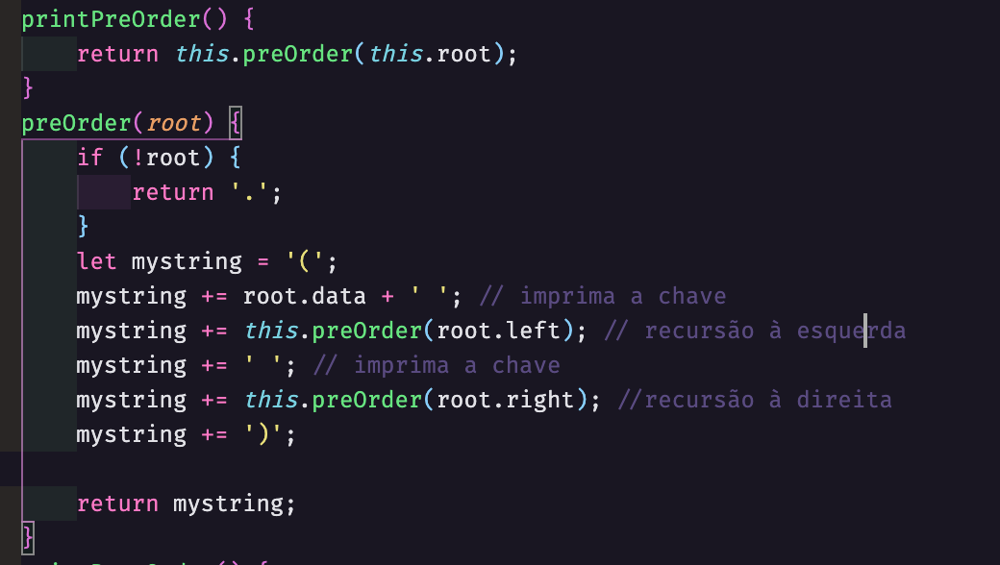 printPreOrder() {
    return this.preOrder(this.root);
}
preOrder(root) {
    if (!root) {
        return '.';
    }
    let mystring = '(';
    mystring += root.data + ' '; // imprima a chave
    mystring += this.preOrder(root.left); // recursão à esquerda
    mystring += ' '; // imprima a chave
    mystring += this.preOrder(root.right); //recursão à direita
    mystring += ')';
    return mystring;
}